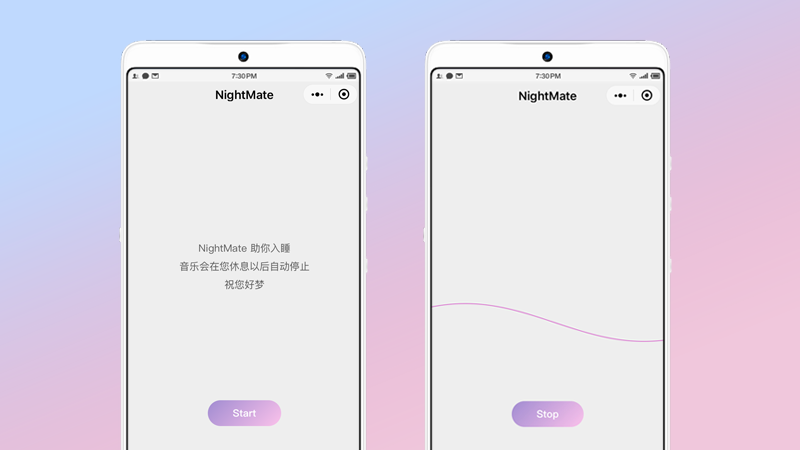 7:30PM
NightMate
NightMate 助你入睡
音乐会在您休息以后自动停止
祝您好梦
Start
7:30PM
NightMate
Stop